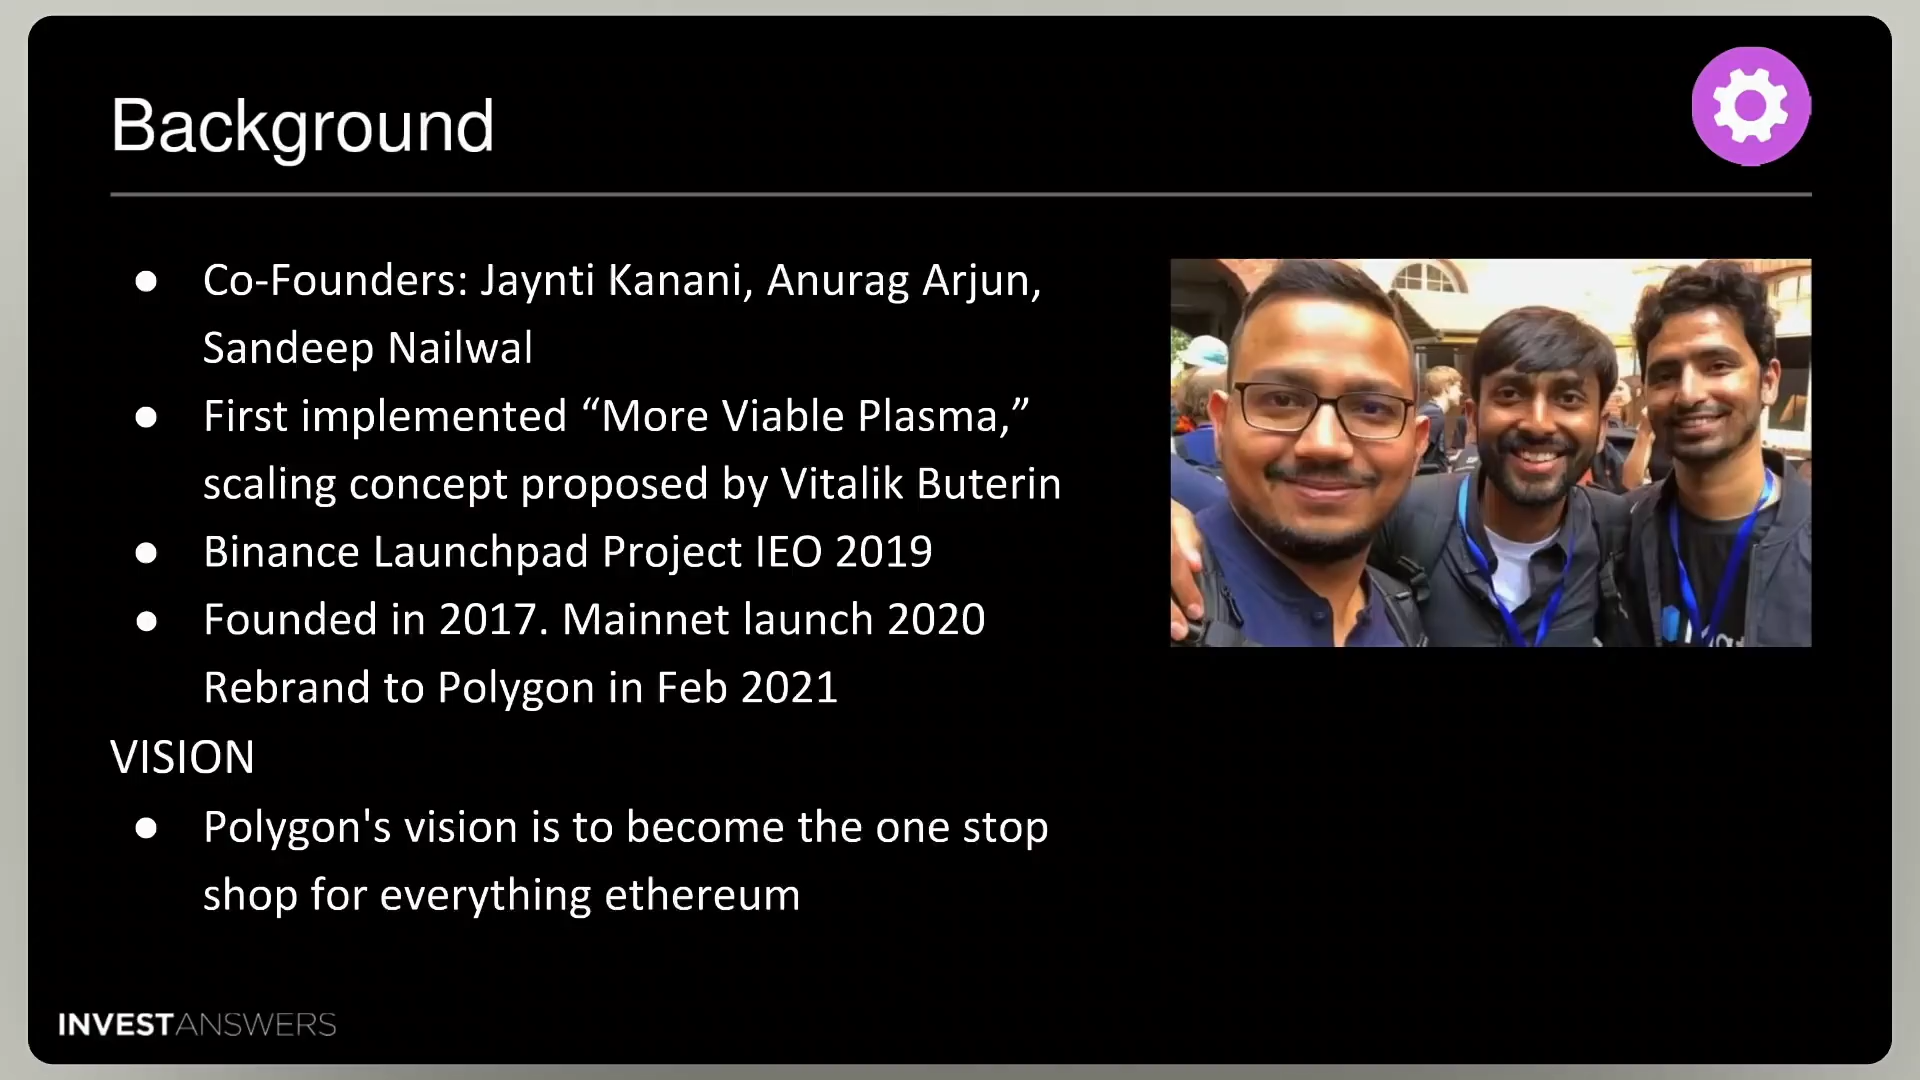 Background
● Co-Founders: Jaynti Kanani, Anurag Arjun,
Sandeep Nailwal
● First implemented “More Viable Plasma,”
scaling concept proposed by Vitalik Buterin
● Binance Launchpad Project IEO 2019
● Founded in 2017. Mainnet launch 2020
Rebrand to Polygon in Feb 2021
VISION
● Polygon's vision is to become the one stop
shop for everything ethereum
INVESTANSWERS